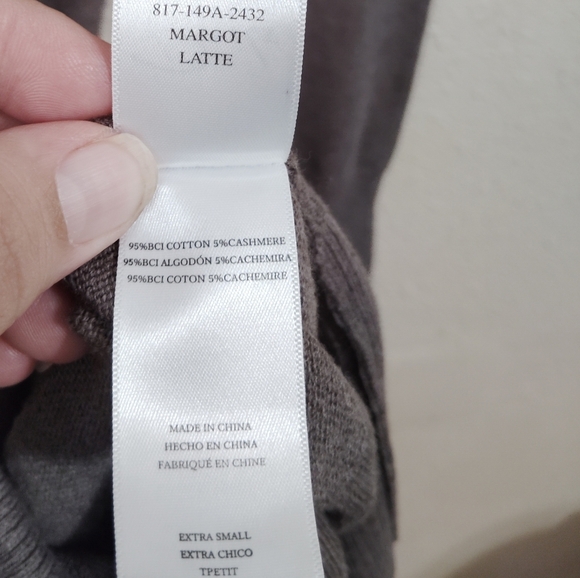 817-149A-2432
MARGOT
LATTE
95%BCI COTTON 5%CASHMERE
95%BCI ALGODÓN 5%CACHEMIRA
95%BCI COTON 5%CACHEMIRE
MADE IN CHINA
HECHO EN CHINA
FABRIQUÉ EN CHINE
EXTRA SMALL
EXTRA CHICO
TPETIT